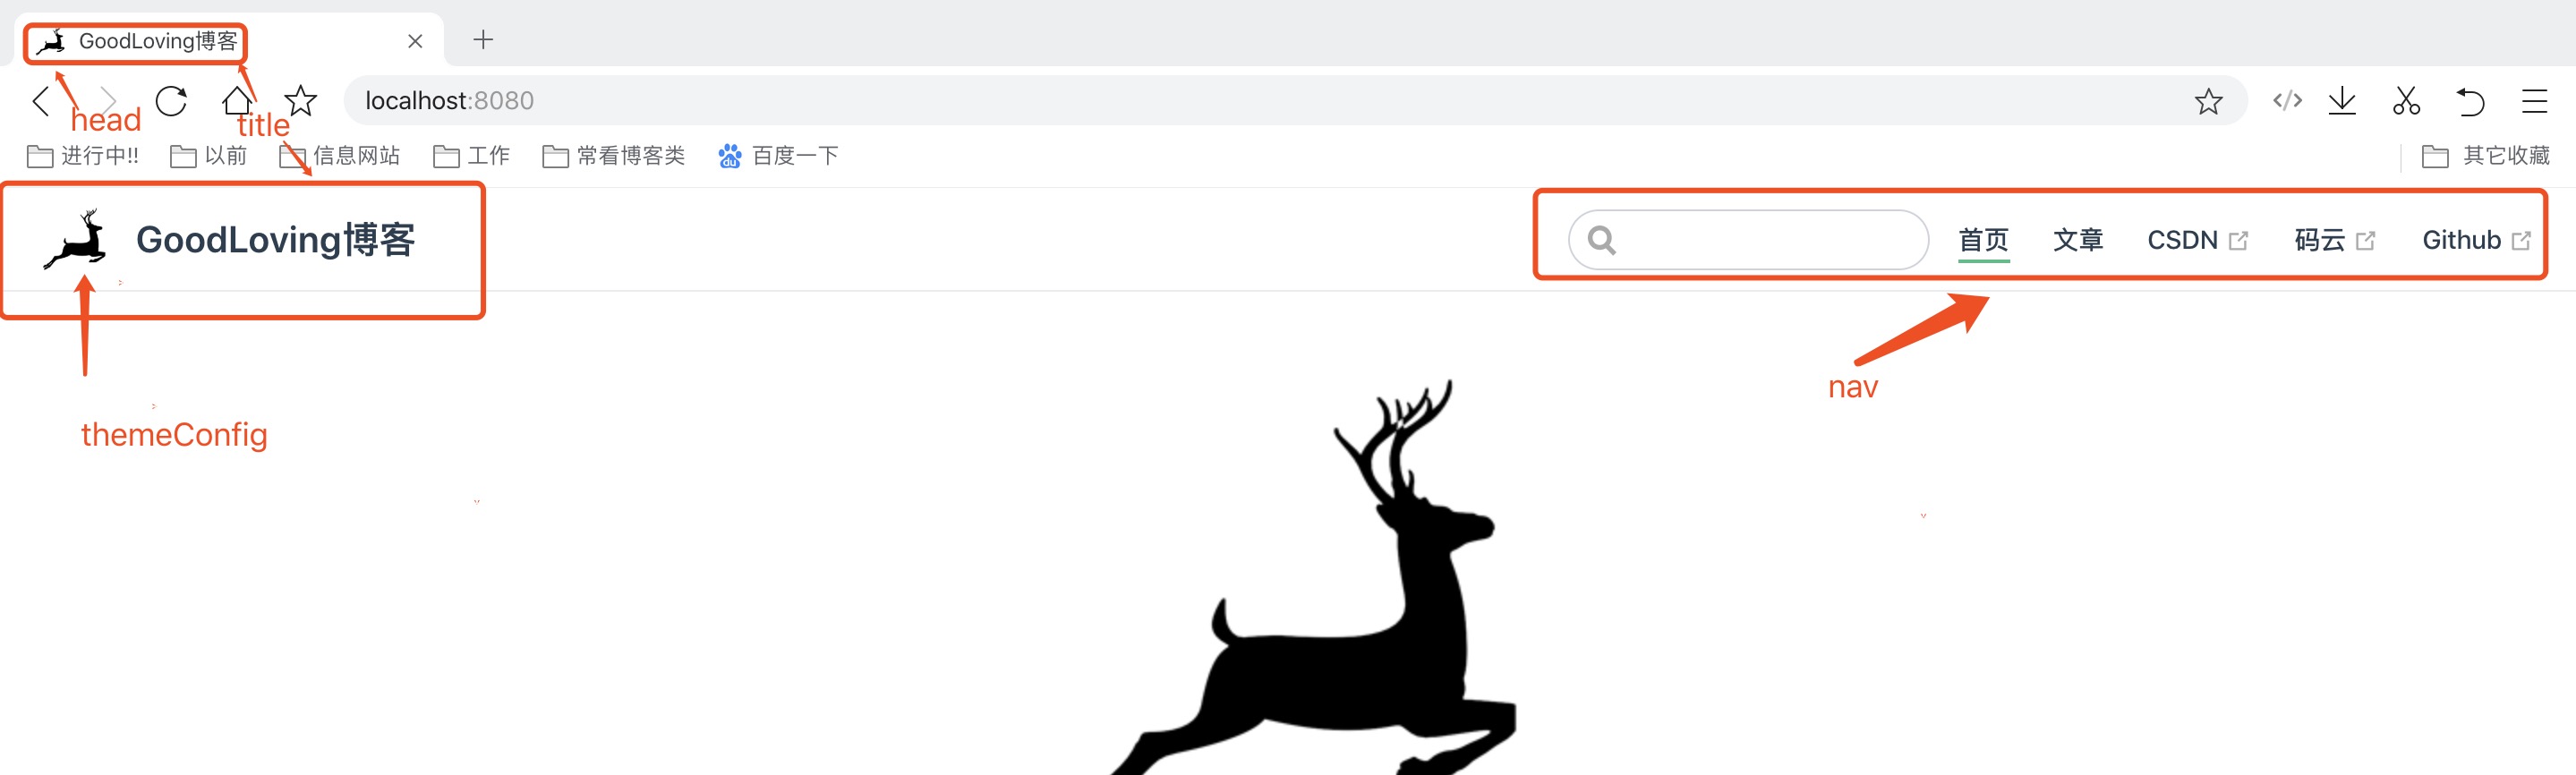 GoodLoving博客
localhost:8080
head
title
进行中!! 以前 信息网站 工作 常看博客类 du 百度一下 其它收藏
GoodLoving博客 首页 文章 CSDN 码云 Github
nav
themeConfig